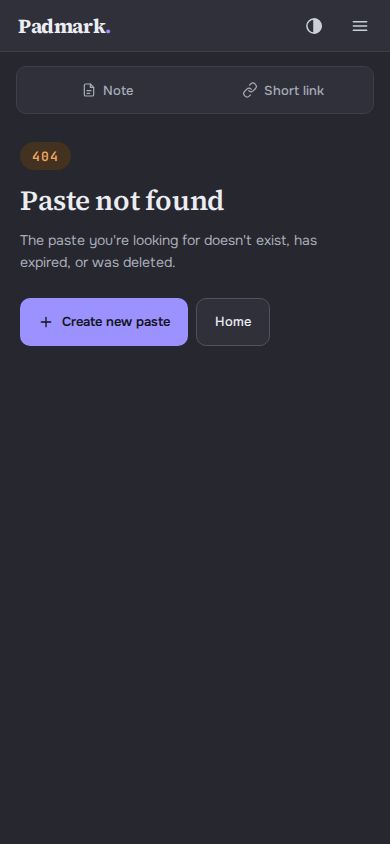 Padmark.
Note
Short link
404
Paste not found
The paste you're looking for doesn't exist, has
expired, or was deleted.
Create new paste
Home